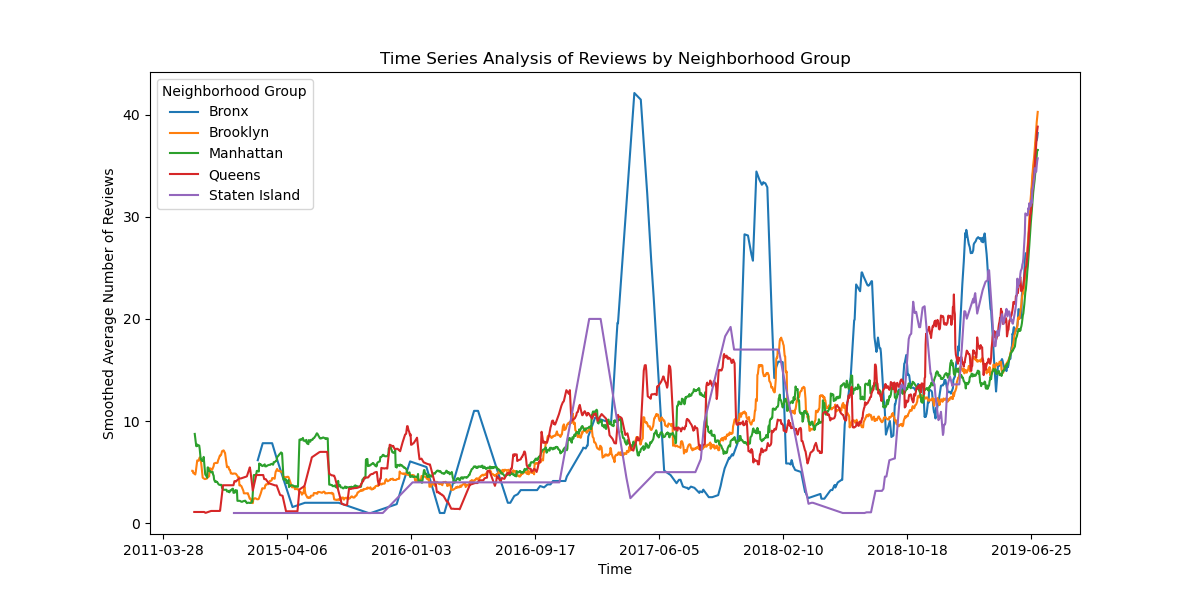 Time Series Analysis of Reviews by Neighborhood Group
Neighborhood Group
Bronx
Brooklyn
Manhattan
Queens
Staten Island
Smoothed Average Number of Reviews
40
30
20
10
0
2011-03-28 2015-04-06 2016-01-03 2016-09-17 2017-06-05 2018-02-10 2018-10-18 2019-06-25
Time